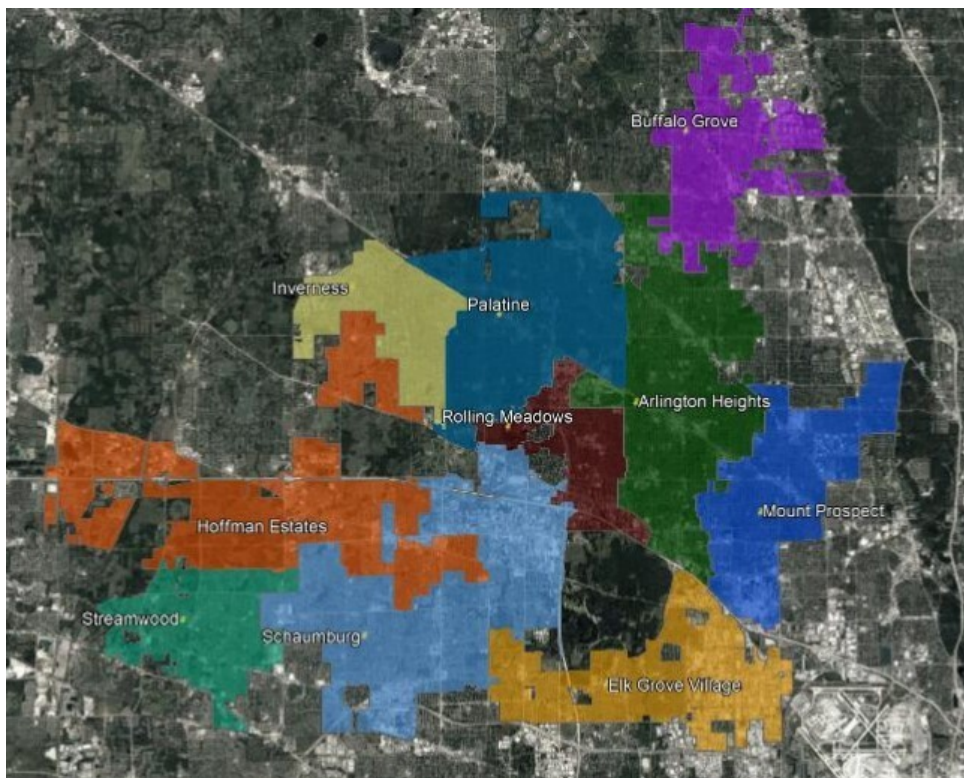 Buffalo Grove
Inverness
Palatine
Arlington Heights
Rolling Meadows
Mount Prospect
Hoffman Estates
Streamwood
Schaumburg
Elk Grove Village